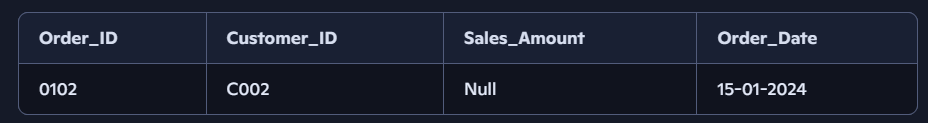 Order_ID Customer_ID Sales_Amount Order_Date
0102 C002 Null 15-01-2024